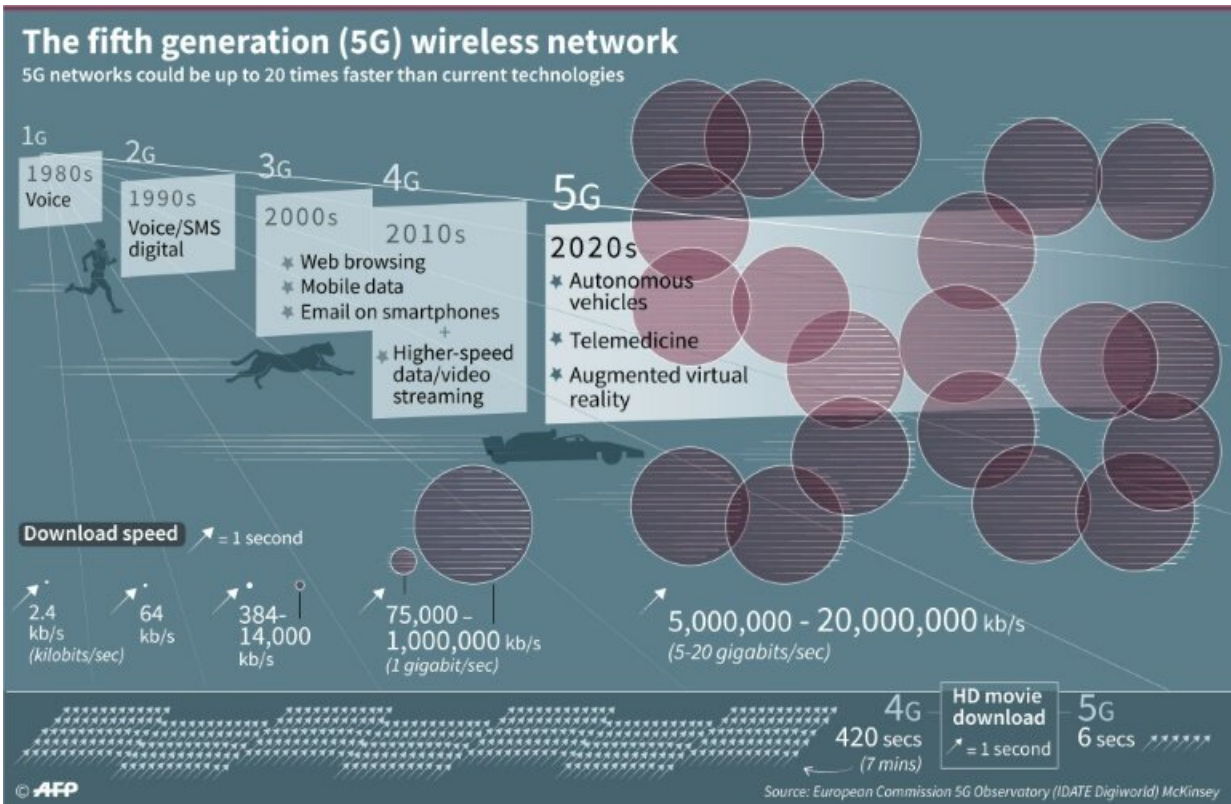 The fifth generation (5G) wireless network
5G networks could be up to 20 times faster than current technologies
1G
1980s
Voice
2G
1990s
Voice/SMS
digital
3G
2000s
Web browsing
Mobile data
Email on smartphones
4G
2010s
+
Higher-speed
data/video
streaming
5G
2020s
Autonomous
vehicles
Telemedicine
Augmented virtual
reality
Download speed
= 1 second
2.4
kb/s
(kilobits/sec)
64
kb/s
384-
14,000
kb/s
75,000 –
1,000,000 kb/s
(1 gigabit/sec)
5,000,000 - 20,000,000 kb/s
(5-20 gigabits/sec)
4G
420 secs
(7 mins)
HD movie
download
= 1 second
5G
6 secs
© AFP
Source: European Commission 5G Observatory (IDATE Digiworld) McKinsey